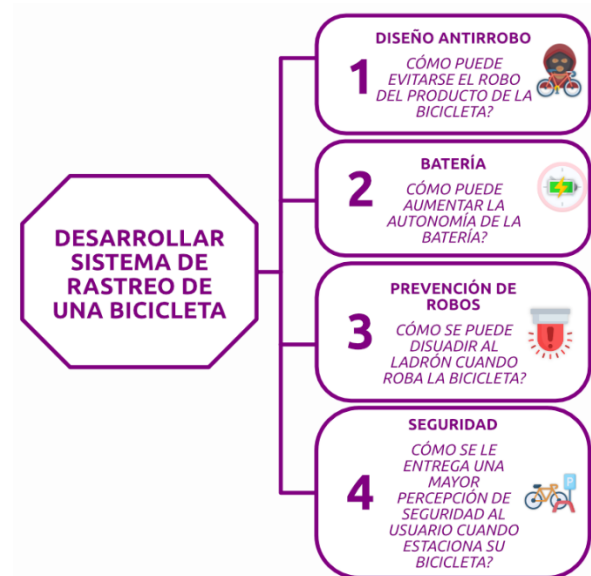 DESARROLLAR
SISTEMA DE
RASTREO DE
UNA BICICLETA
DISEÑO ANTIRROBO
1
CÓMO PUEDE
EVITARSE EL ROBO
DEL PRODUCTO DE LA
BICICLETA?
BATERÍA
2
CÓMO PUEDE
AUMENTAR LA
AUTONOMÍA DE LA
BATERÍA?
PREVENCIÓN DE
ROBOS
3
CÓMO SE PUEDE
DISUADIR AL
LADRÓN CUANDO
ROBA LA BICICLETA?
SEGURIDAD
4
CÓMO SE LE
ENTREGA UNA
MAYOR
PERCEPCIÓN DE
SEGURIDAD AL
USUARIO CUANDO
ESTACIONA SU
BICICLETA?
P